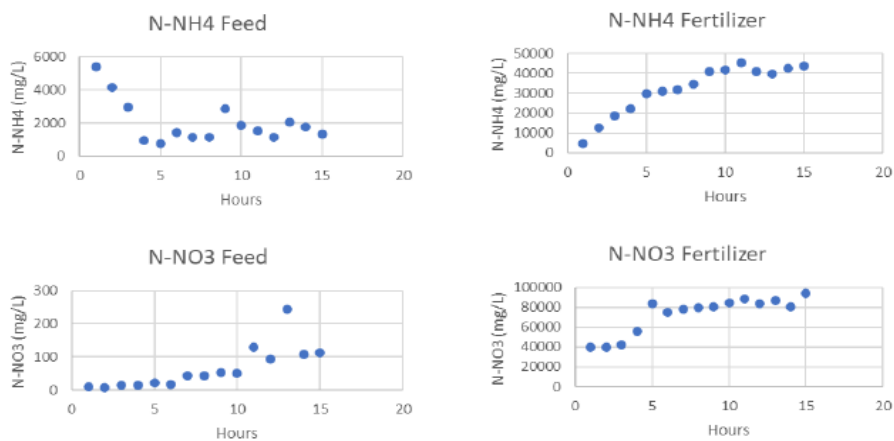 N-NH4 Feed
N-NH4 (mg/L)
6000
4000
2000
0
0 5 10 15 20
Hours
N-NH4 Fertilizer
N-NH4 (mg/L)
50000
40000
30000
20000
10000
0
0 5 10 15 20
Hours
N-NO3 Feed
N-NO3 (mg/L)
300
200
100
0
0 5 10 15 20
Hours
N-NO3 Fertilizer
N-NO3 (mg/L)
100000
80000
60000
40000
20000
0
0 5 10 15 20
Hours